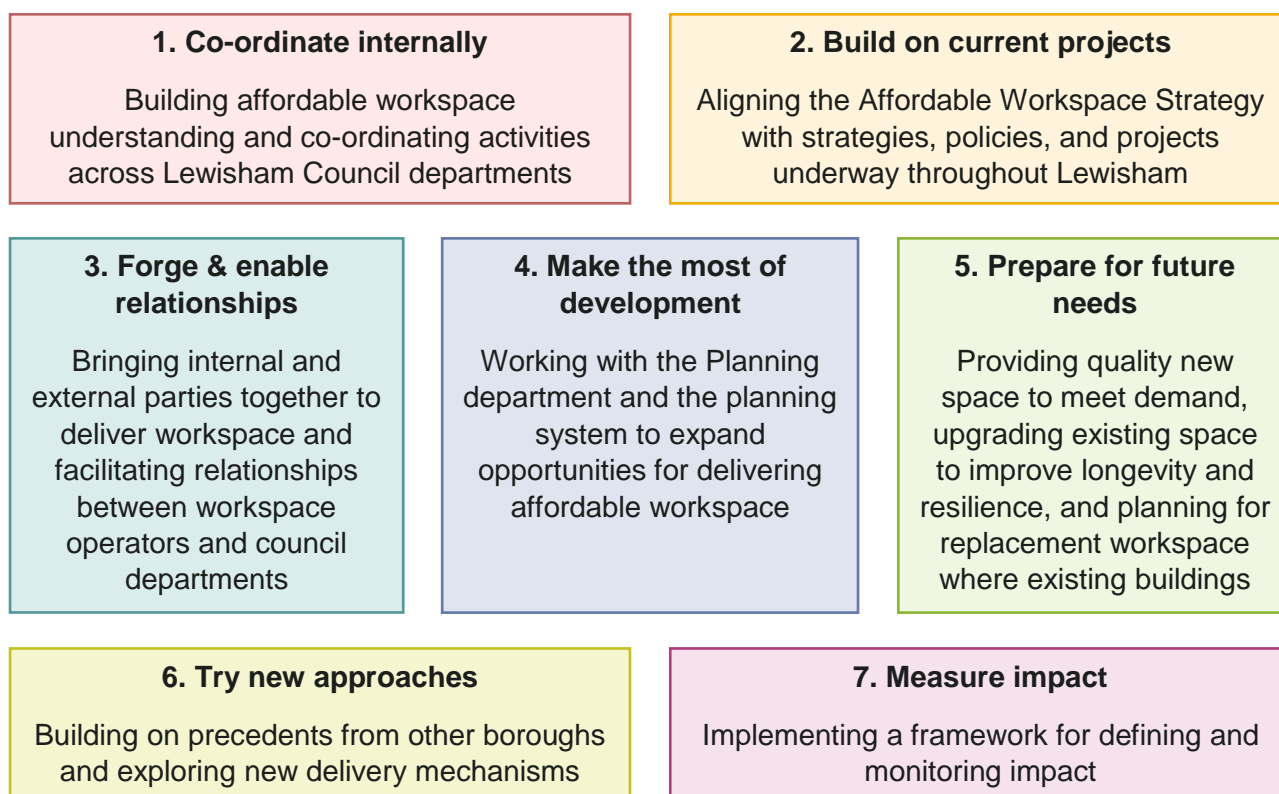 1. Co-ordinate internally
Building affordable workspace
understanding and co-ordinating activities
across Lewisham Council departments
2. Build on current projects
Aligning the Affordable Workspace Strategy
with strategies, policies, and projects
underway throughout Lewisham
3. Forge & enable
relationships
Bringing internal and
external parties together to
deliver workspace and
facilitating relationships
between workspace
operators and council
departments
4. Make the most of
development
Working with the Planning
department and the planning
system to expand
opportunities for delivering
affordable workspace
5. Prepare for future
needs
Providing quality new
space to meet demand,
upgrading existing space
to improve longevity and
resilience, and planning for
replacement workspace
where existing buildings
6. Try new approaches
Building on precedents from other boroughs
and exploring new delivery mechanisms
7. Measure impact
Implementing a framework for defining and
monitoring impact